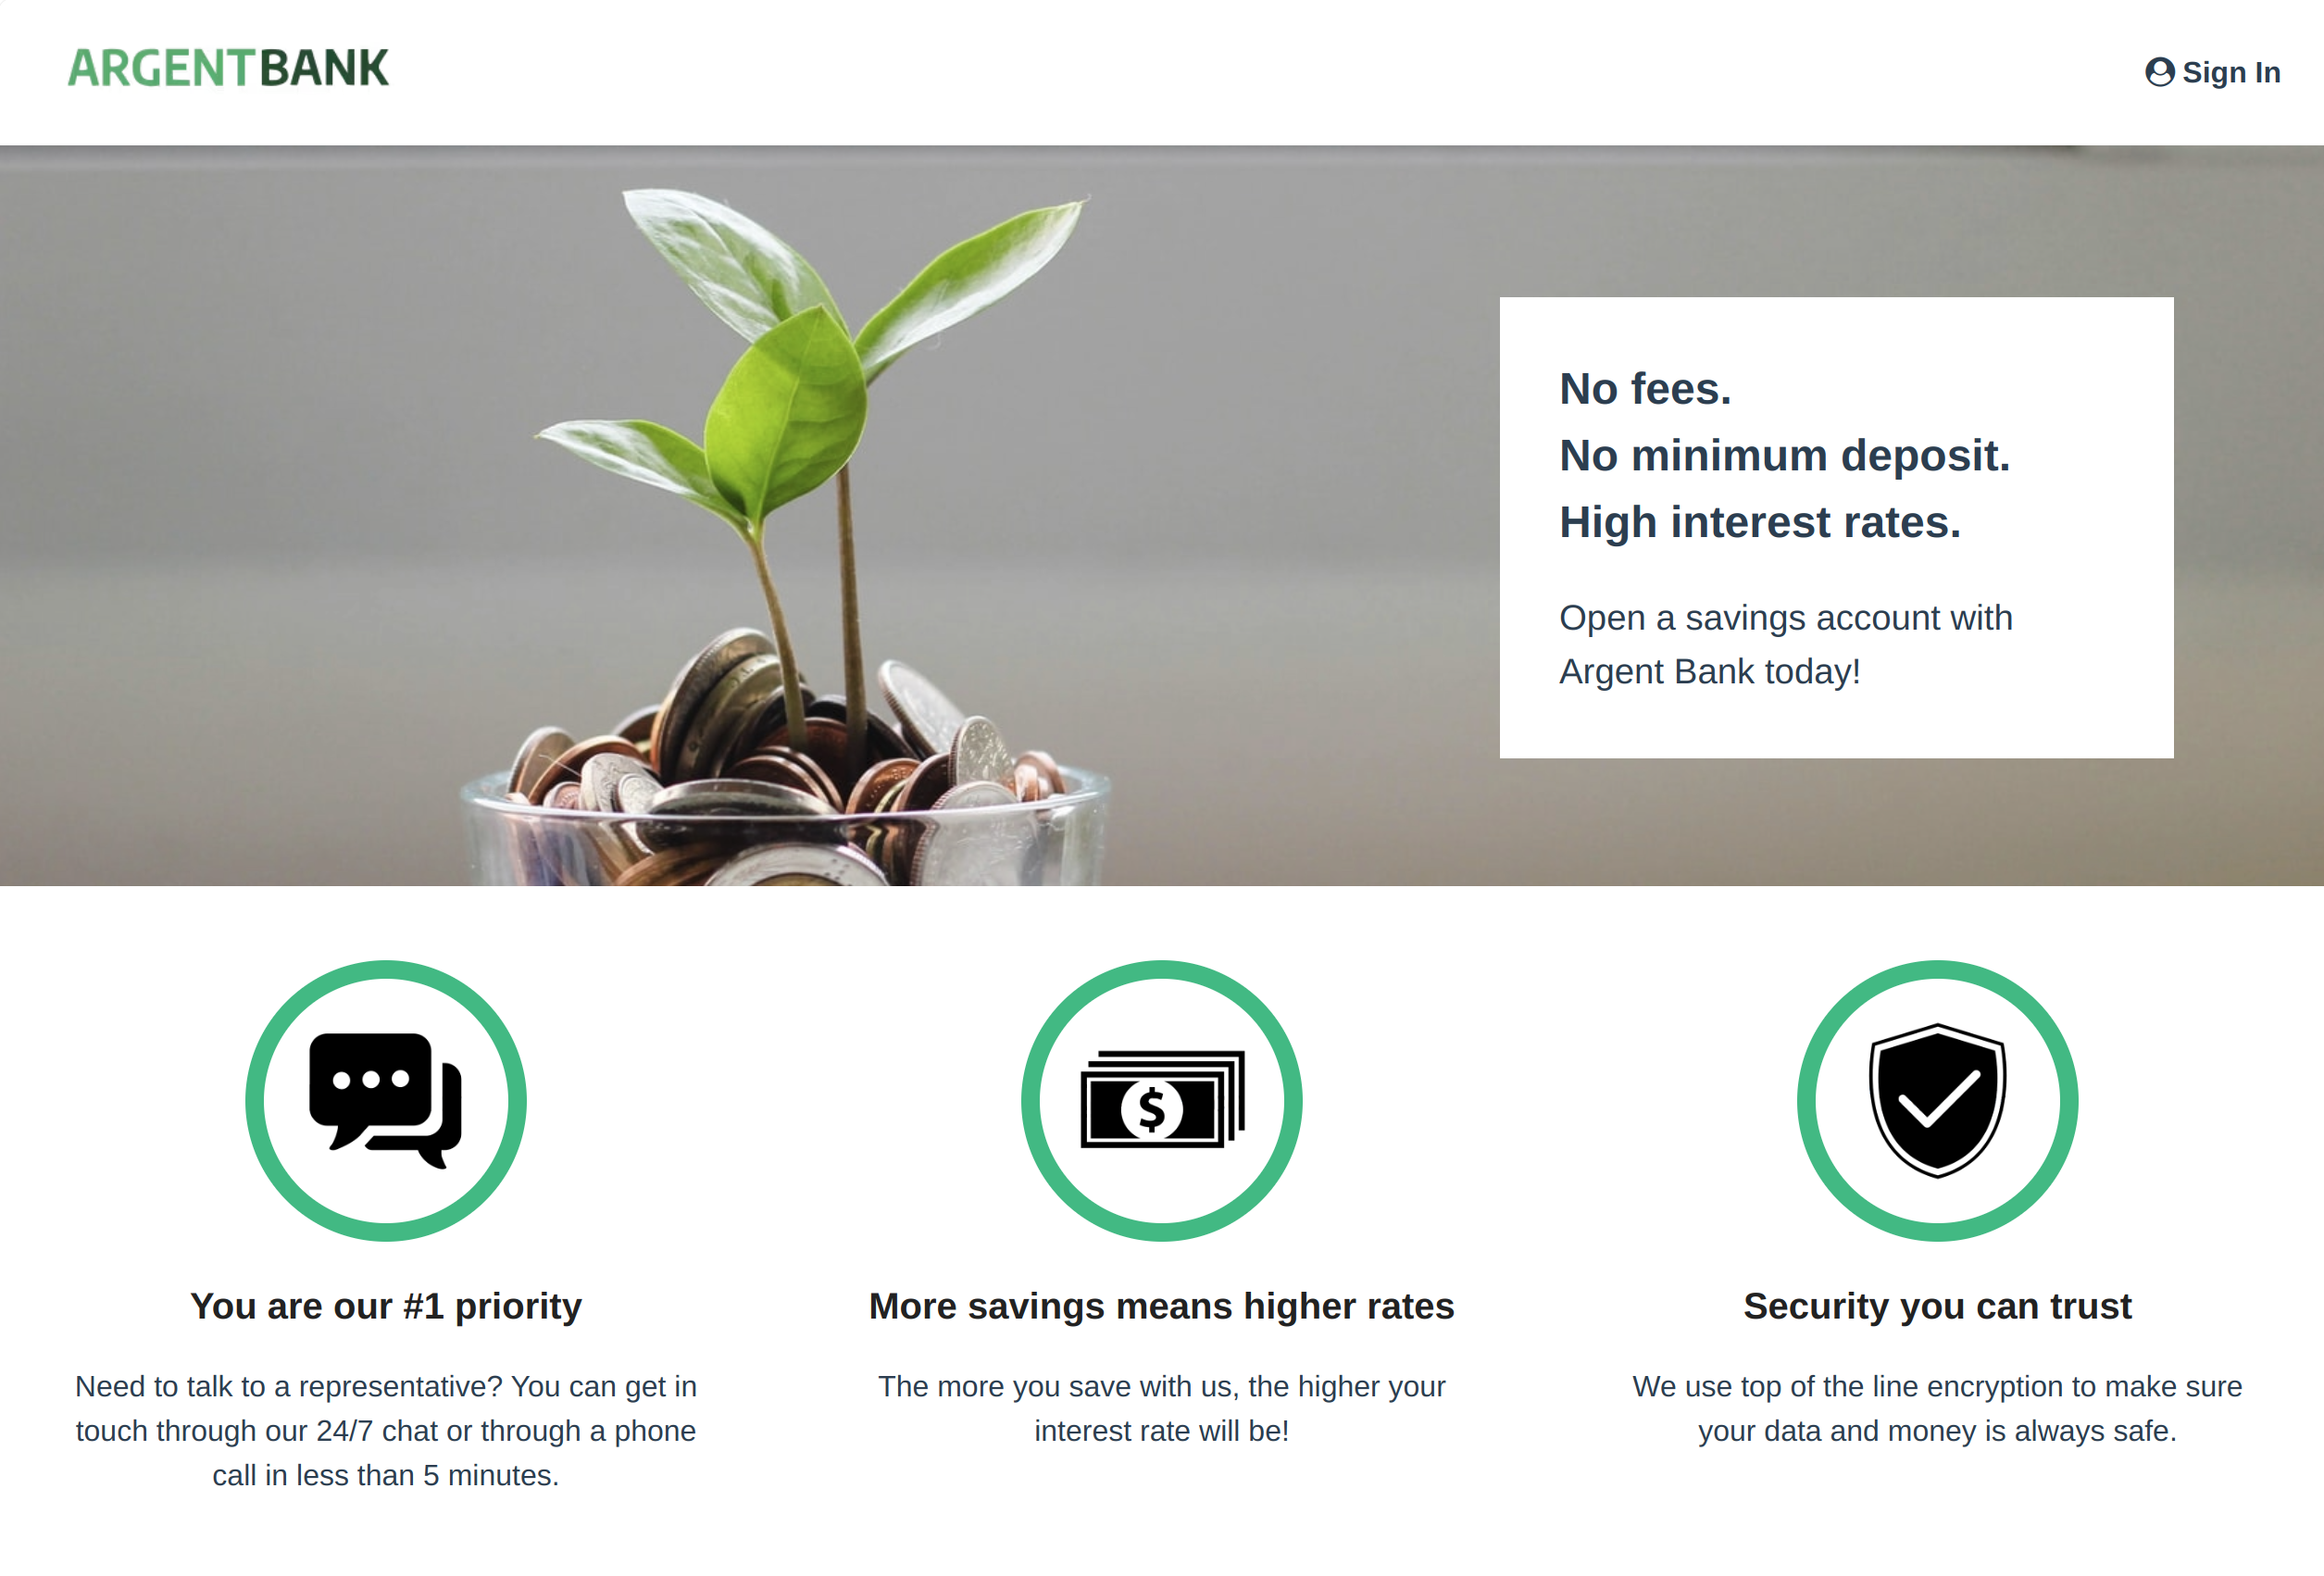 ARGENTBANK
Sign In
No fees.
No minimum deposit.
High interest rates.
Open a savings account with
Argent Bank today!
$
You are our #1 priority
Need to talk to a representative? You can get in
touch through our 24/7 chat or through a phone
call in less than 5 minutes.
More savings means higher rates
The more you save with us, the higher your
interest rate will be!
Security you can trust
We use top of the line encryption to make sure
your data and money is always safe.